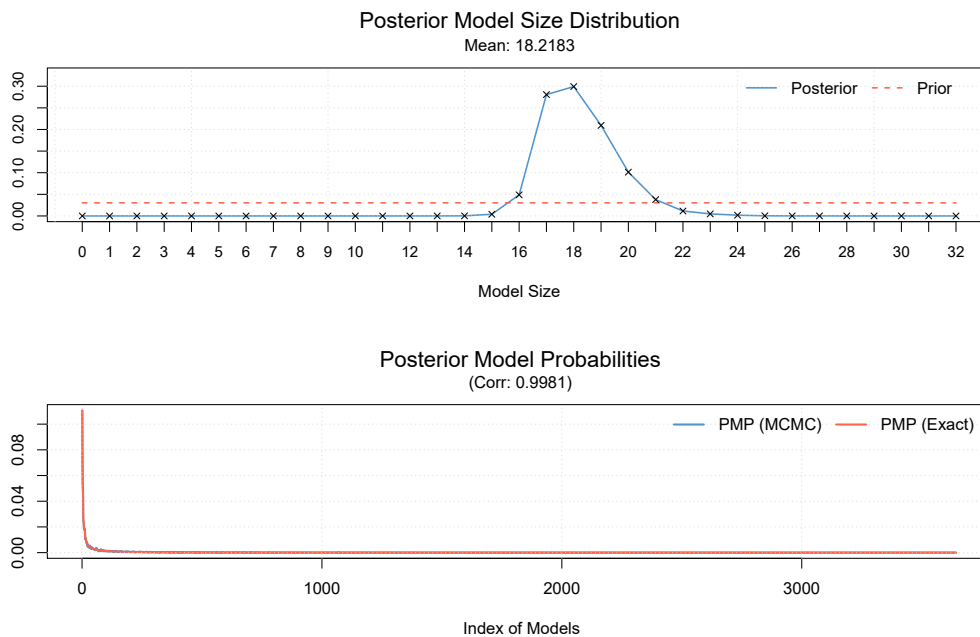 Posterior Model Size Distribution
Mean: 18.2183
Posterior Prior
0.00 0.10 0.20 0.30
0 1 2 3 4 5 6 7 8 9 10 12 14 16 18 20 22 24 26 28 30 32
Model Size
Posterior Model Probabilities
(Corr: 0.9981)
PMP (MCMC) PMP (Exact)
0.00 0.04 0.08
0 1000 2000 3000
Index of Models